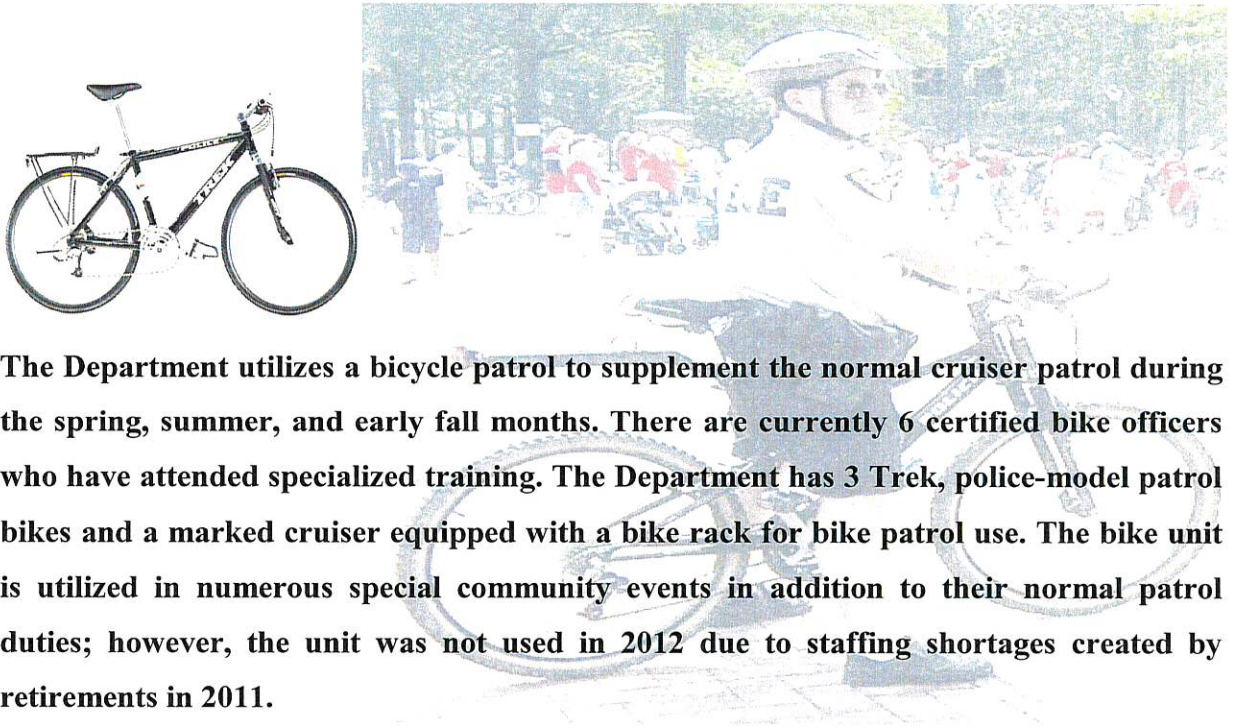 POLICE
TREK
The Department utilizes a bicycle patrol to supplement the normal cruiser patrol during
the spring, summer, and early fall months. There are currently 6 certified bike officers
who have attended specialized training. The Department has 3 Trek, police-model patrol
bikes and a marked cruiser equipped with a bike rack for bike patrol use. The bike unit
is utilized in numerous special community events in addition to their normal patrol
duties; however, the unit was not used in 2012 due to staffing shortages created by
retirements in 2011.